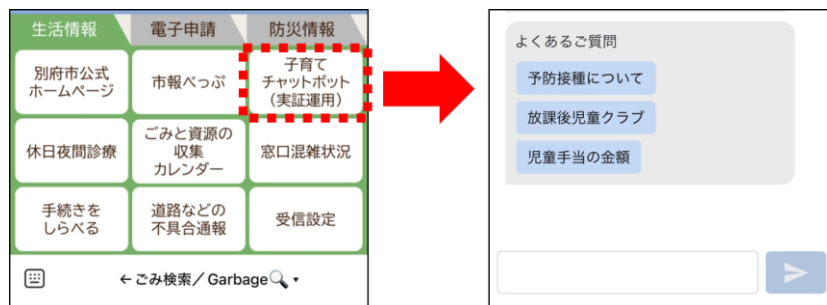 生活情報
電子申請
防災情報
別府市公式
ホームページ
市報べっぷ
子育て
チャットボット
（実証運用）
休日夜間診療
ごみと資源の
収集
カレンダー
窓口混雑状況
手続きを
しらべる
道路などの
不具合通報
受信設定
←ごみ検索／Garbage🔍▾
よくあるご質問
予防接種について
放課後児童クラブ
児童手当の金額